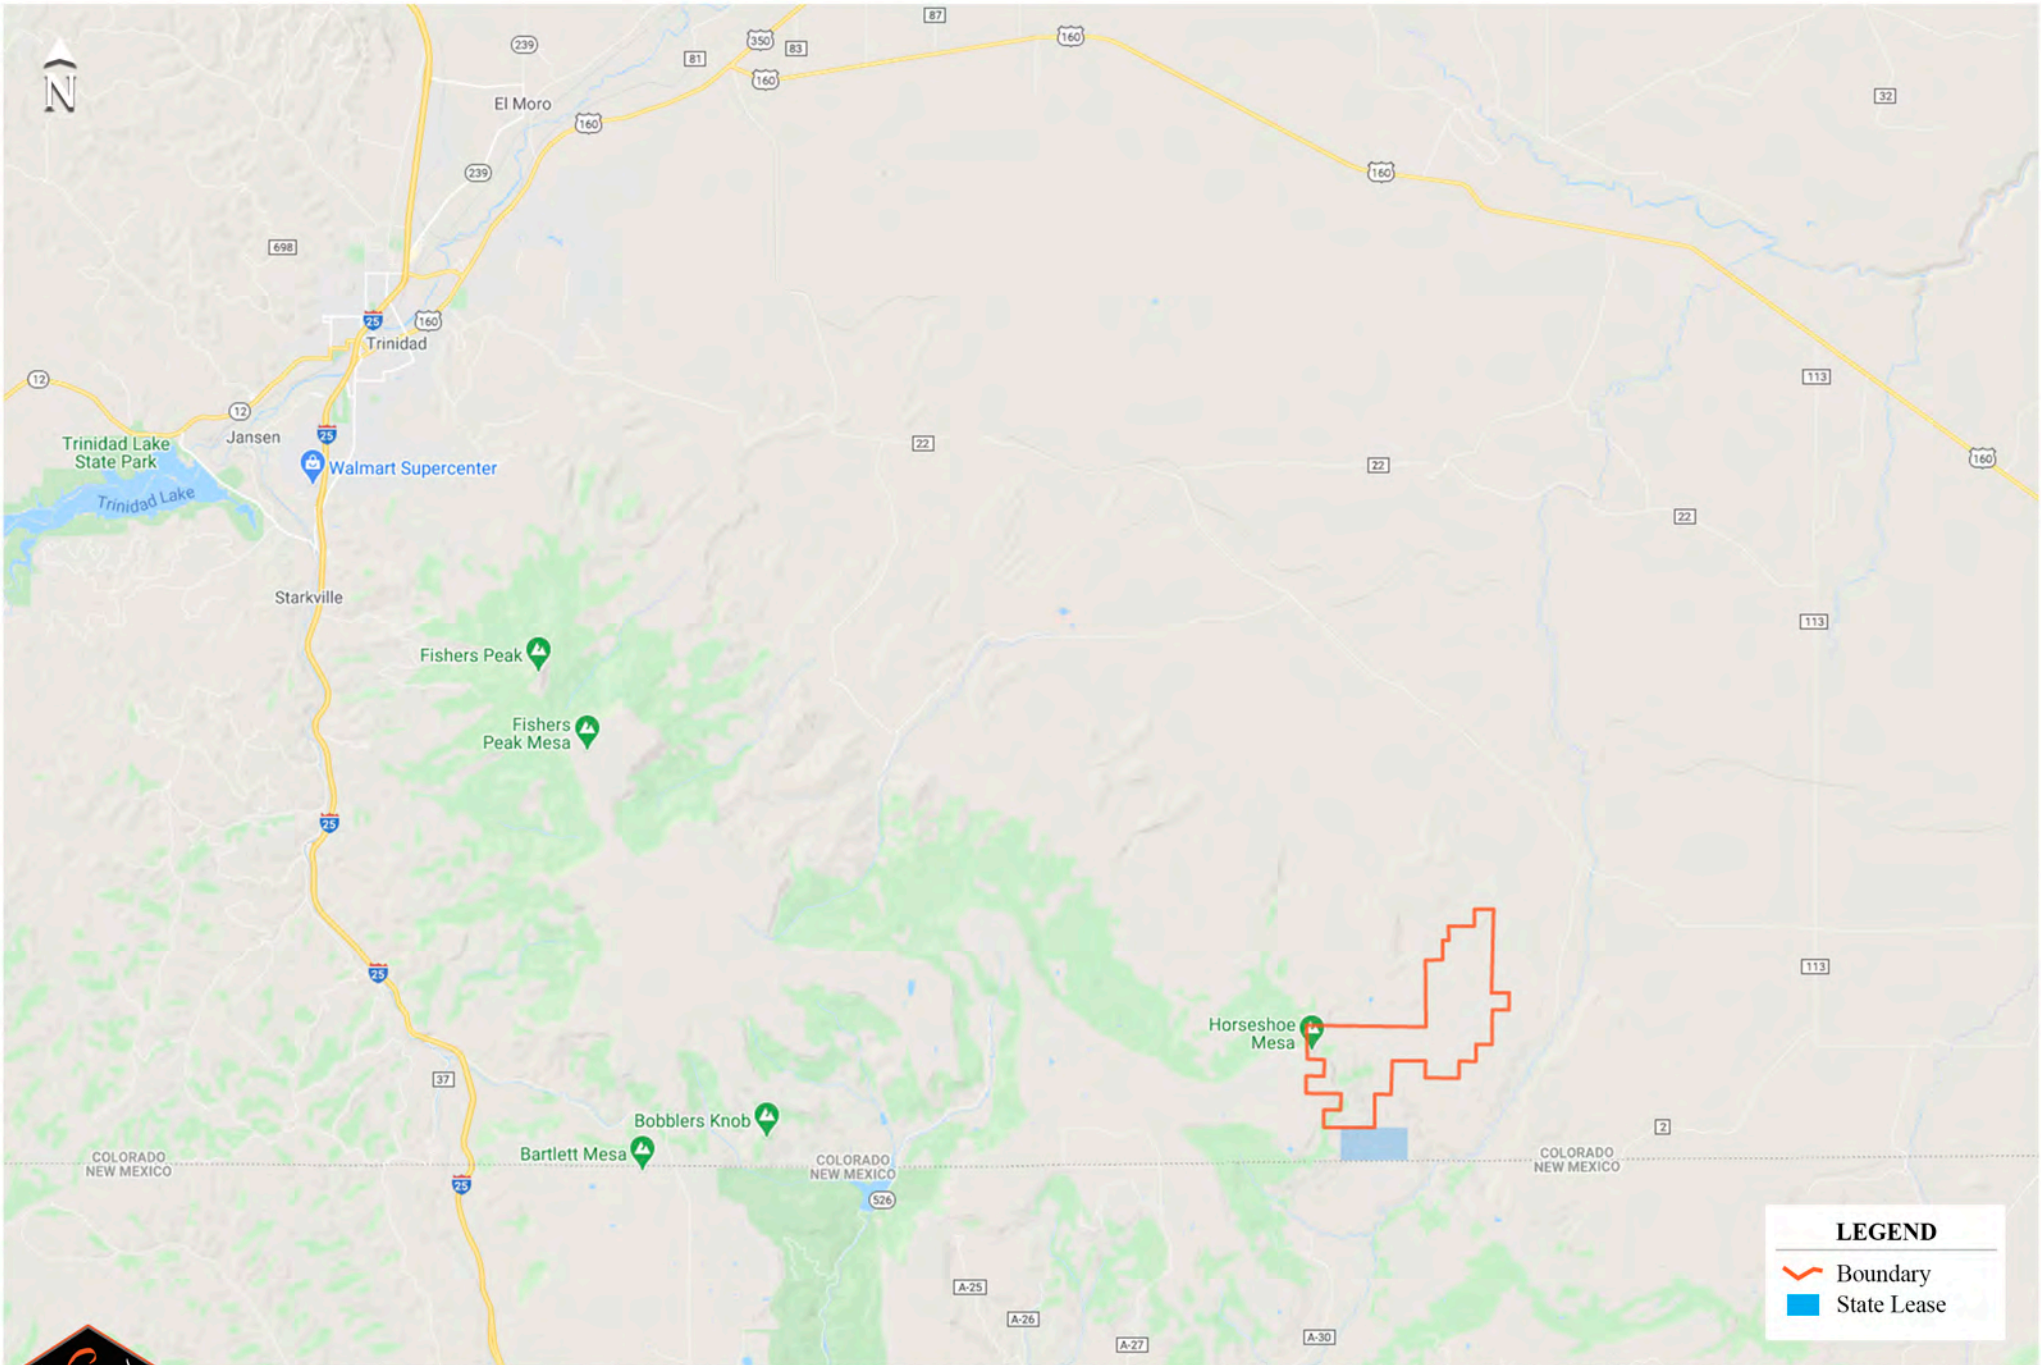 87
350
83
160
239
81
160
32
N
El Moro
160
239
160
698
25
160
Trinidad
12
113
12
Jansen
25
22
Trinidad Lake
State Park
Walmart Supercenter
22
160
Trinidad Lake
22
Starkville
113
Fishers Peak
Fishers
Peak Mesa
25
25
113
Horseshoe
Mesa
37
Bobblers Knob
2
Bartlett Mesa
COLORADO
NEW MEXICO
COLORADO
NEW MEXICO
COLORADO
NEW MEXICO
25
526
LEGEND
Boundary
State Lease
A-25
A-26
A-27
A-30